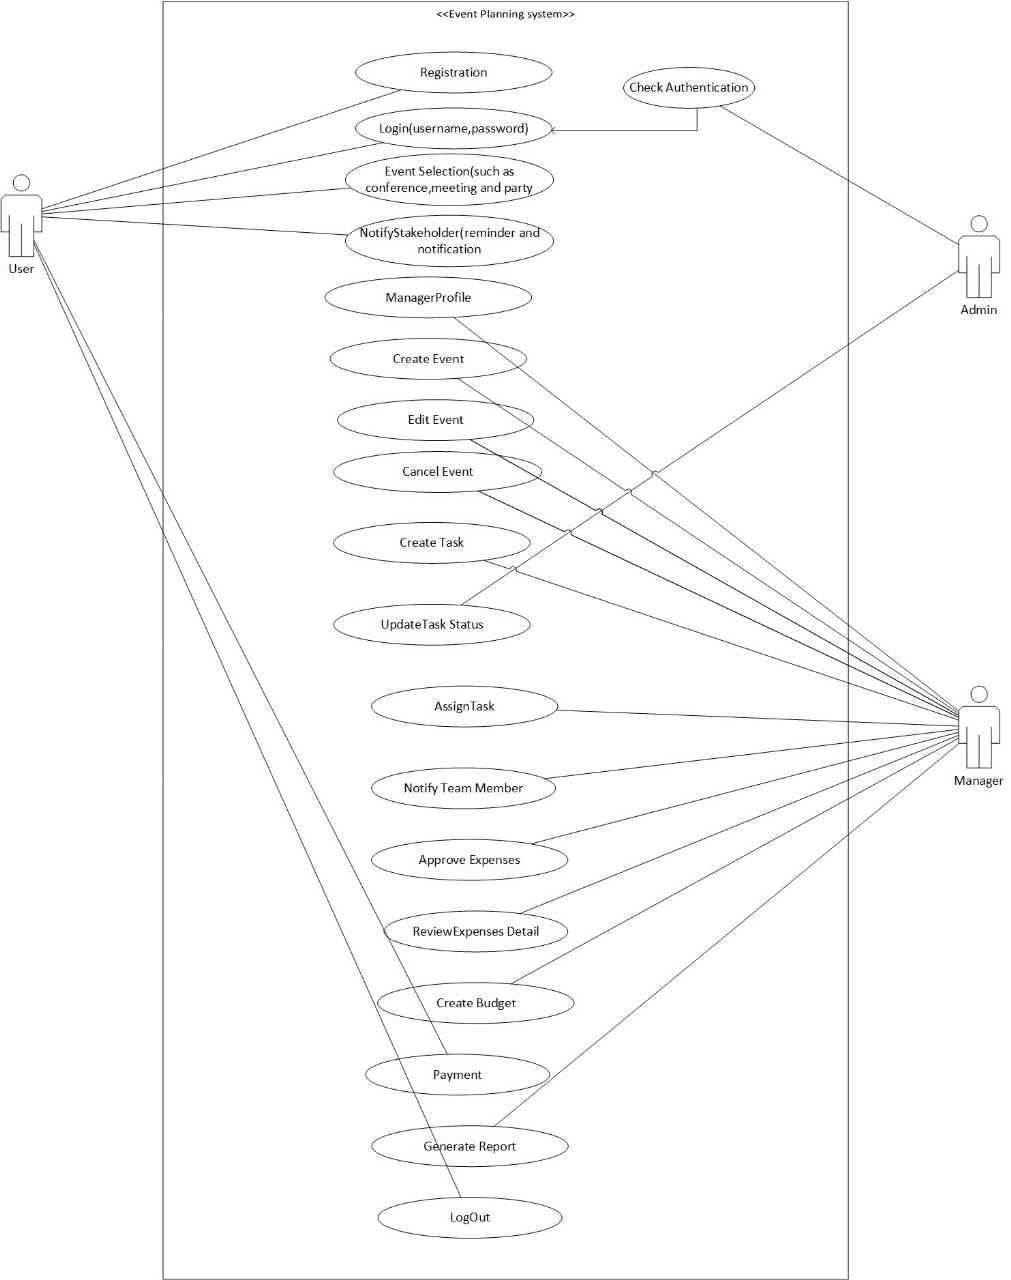 <<Event Planning system>>
Registration
Check Authentication
Login(username,password)
Event Selection(such as
conference,meeting and party
NotifyStakeholder(reminder and
notification
User
ManagerProfile
Admin
Create Event
Edit Event
Cancel Event
Create Task
UpdateTask Status
AssignTask
Manager
Notify Team Member
Approve Expenses
ReviewExpenses Detail
Create Budget
Payment
Generate Report
LogOut